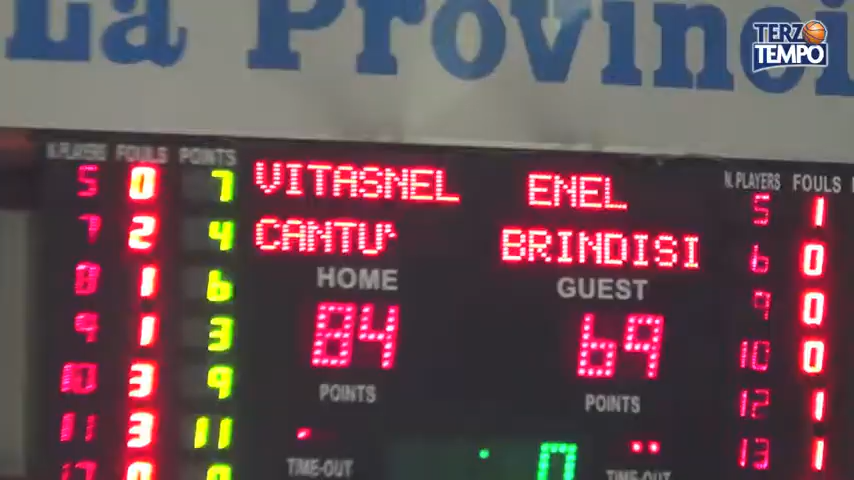 La Provinci
TERZO TEMPO
N. PLAYERS FOULS POINTS
5 0 7
7 2 4
8 1 6
9 1 3
10 3 9
11 3 11
VITASNEL
CANTU'
HOME
84
POINTS
TIME-OUT
ENEL
BRINDISI
GUEST
69
POINTS
TIME-OUT
0
N. PLAYERS FOULS
5 1
6 0
9 0
10 0
12 1
13 1